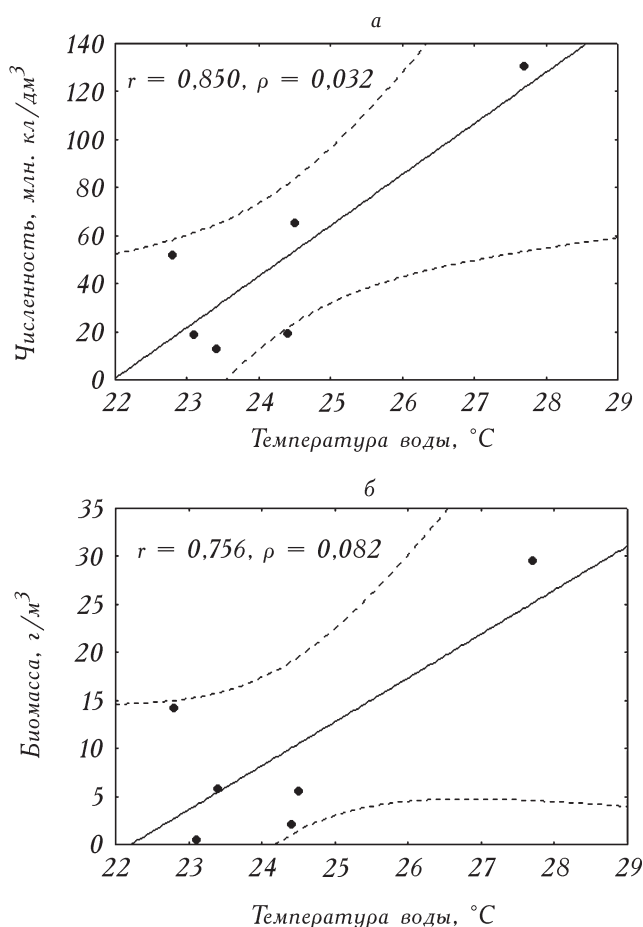 а
140
120
100
80
60
40
20
0
Численность, млн. кл/дм³
r = 0,850, ρ = 0,032
22 23 24 25 26 27 28 29
Температура воды, °С
б
35
30
25
20
15
10
5
0
Биомасса, г/м³
r = 0,756, ρ = 0,082
22 23 24 25 26 27 28 29
Температура воды, °С